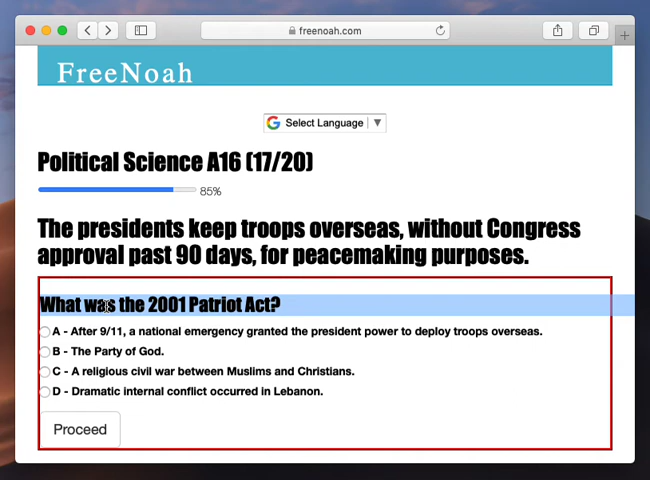 freenoah.com
FreeNoah
Select Language
Political Science A16 (17/20)
85%
The presidents keep troops overseas, without Congress
approval past 90 days, for peacemaking purposes.
What was the 2001 Patriot Act?
A - After 9/11, a national emergency granted the president power to deploy troops overseas.
B - The Party of God.
C - A religious civil war between Muslims and Christians.
D - Dramatic internal conflict occurred in Lebanon.
Proceed